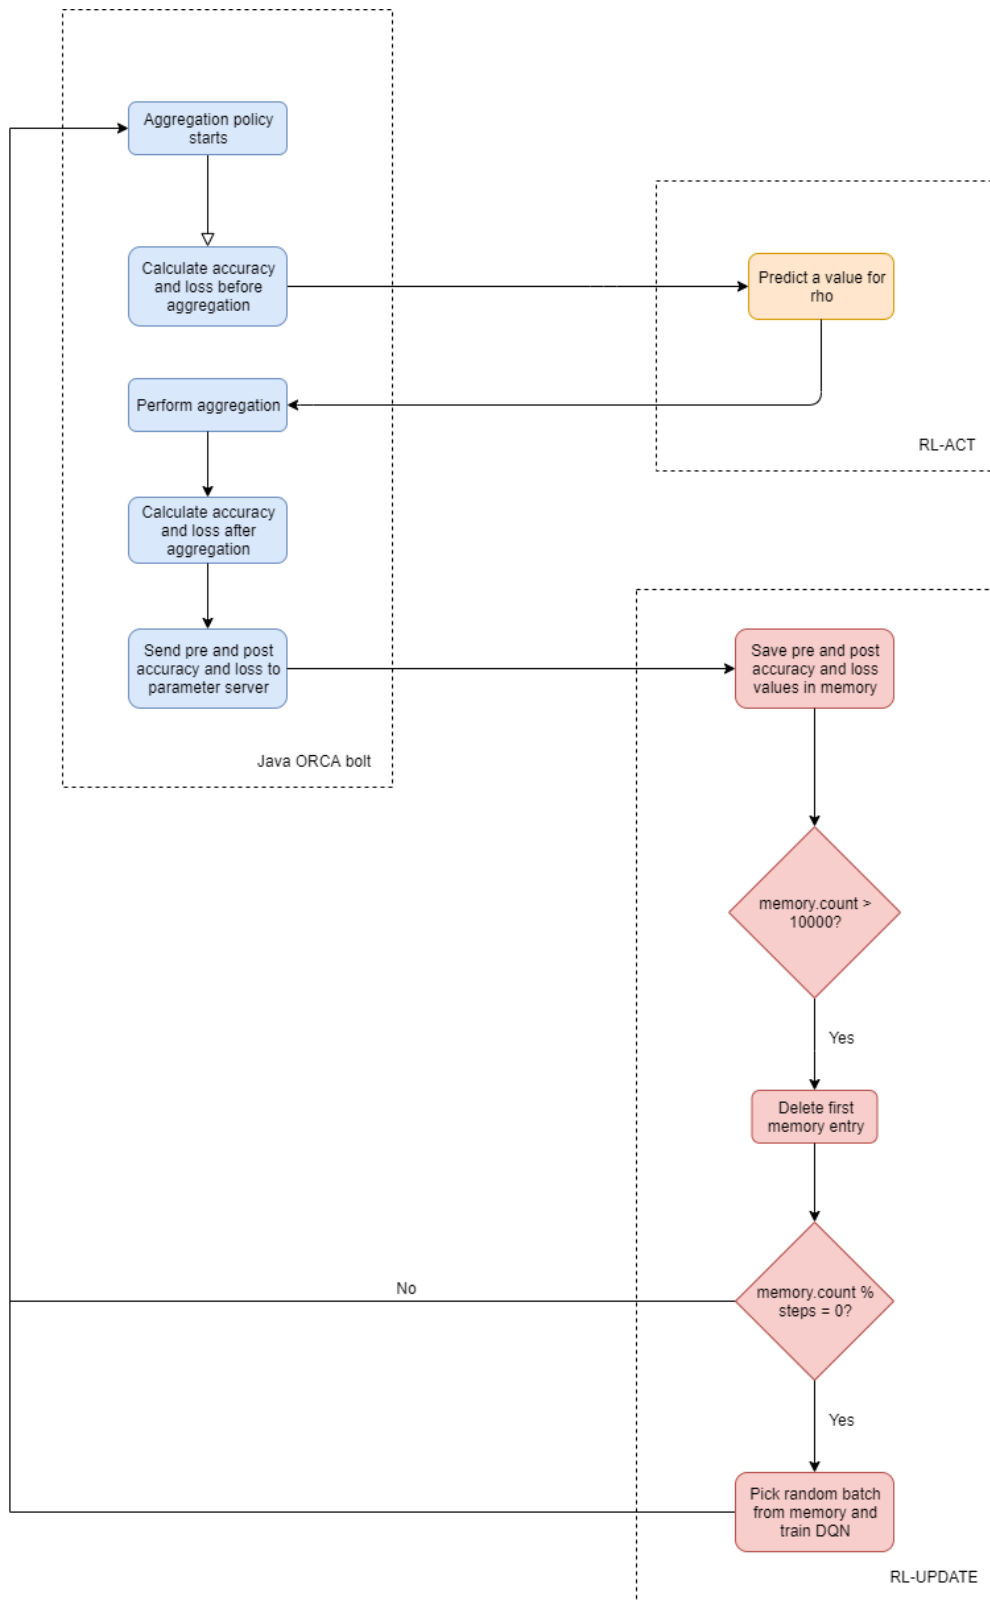 Aggregation policy
starts
Calculate accuracy
and loss before
aggregation
Predict a value for
rho
Perform aggregation
RL-ACT
Calculate accuracy
and loss after
aggregation
Send pre and post
accuracy and loss to
parameter server
Save pre and post
accuracy and loss
values in memory
Java ORCA bolt
memory.count >
10000?
Yes
Delete first
memory entry
No
memory.count %
steps = 0?
Yes
Pick random batch
from memory and
train DQN
RL-UPDATE